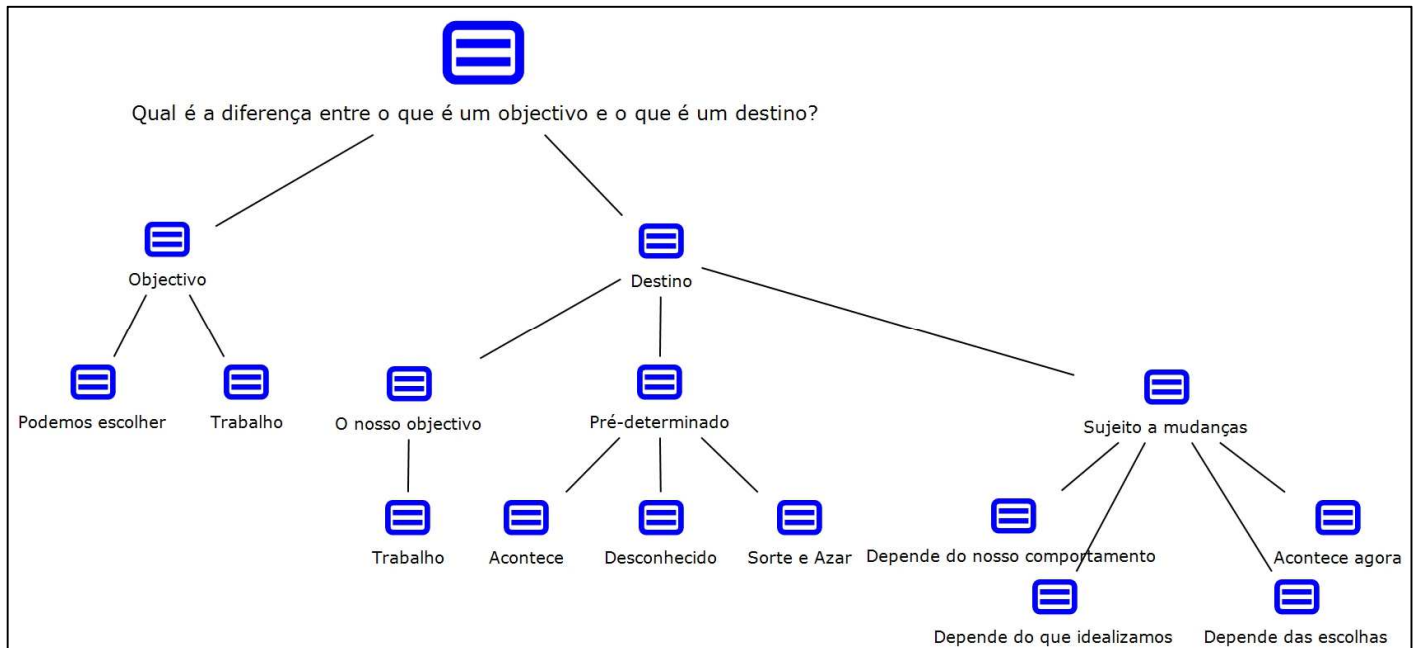 Qual é a diferença entre o que é um objectivo e o que é um destino?
Objectivo
Destino
Podemos escolher
Trabalho
O nosso objectivo
Pré-determinado
Sujeito a mudanças
Trabalho
Acontece
Desconhecido
Sorte e Azar
Depende do nosso comportamento
Acontece agora
Depende do que idealizamos
Depende das escolhas